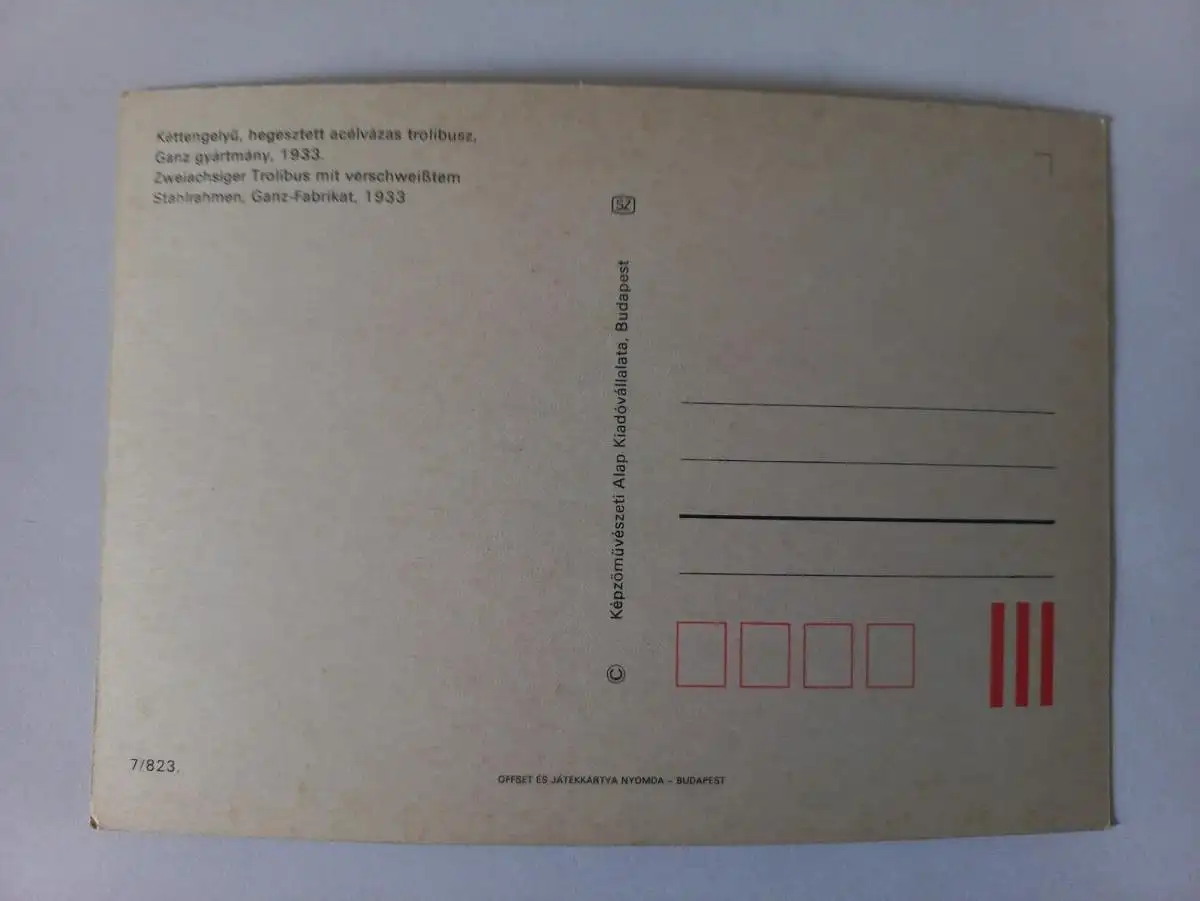 Kéttengelyű, hegesztett acélvázas trolibusz,
Ganz gyártmány, 1933.
Zweiachsiger Trolibus mit verschweißtem
Stahlrahmen, Ganz-Fabrikat, 1933
SZ
© Képzőművészeti Alap Kiadóvállalata, Budapest
7/823.
OFFSET ÉS JÁTÉKKÁRTYA NYOMDA – BUDAPEST